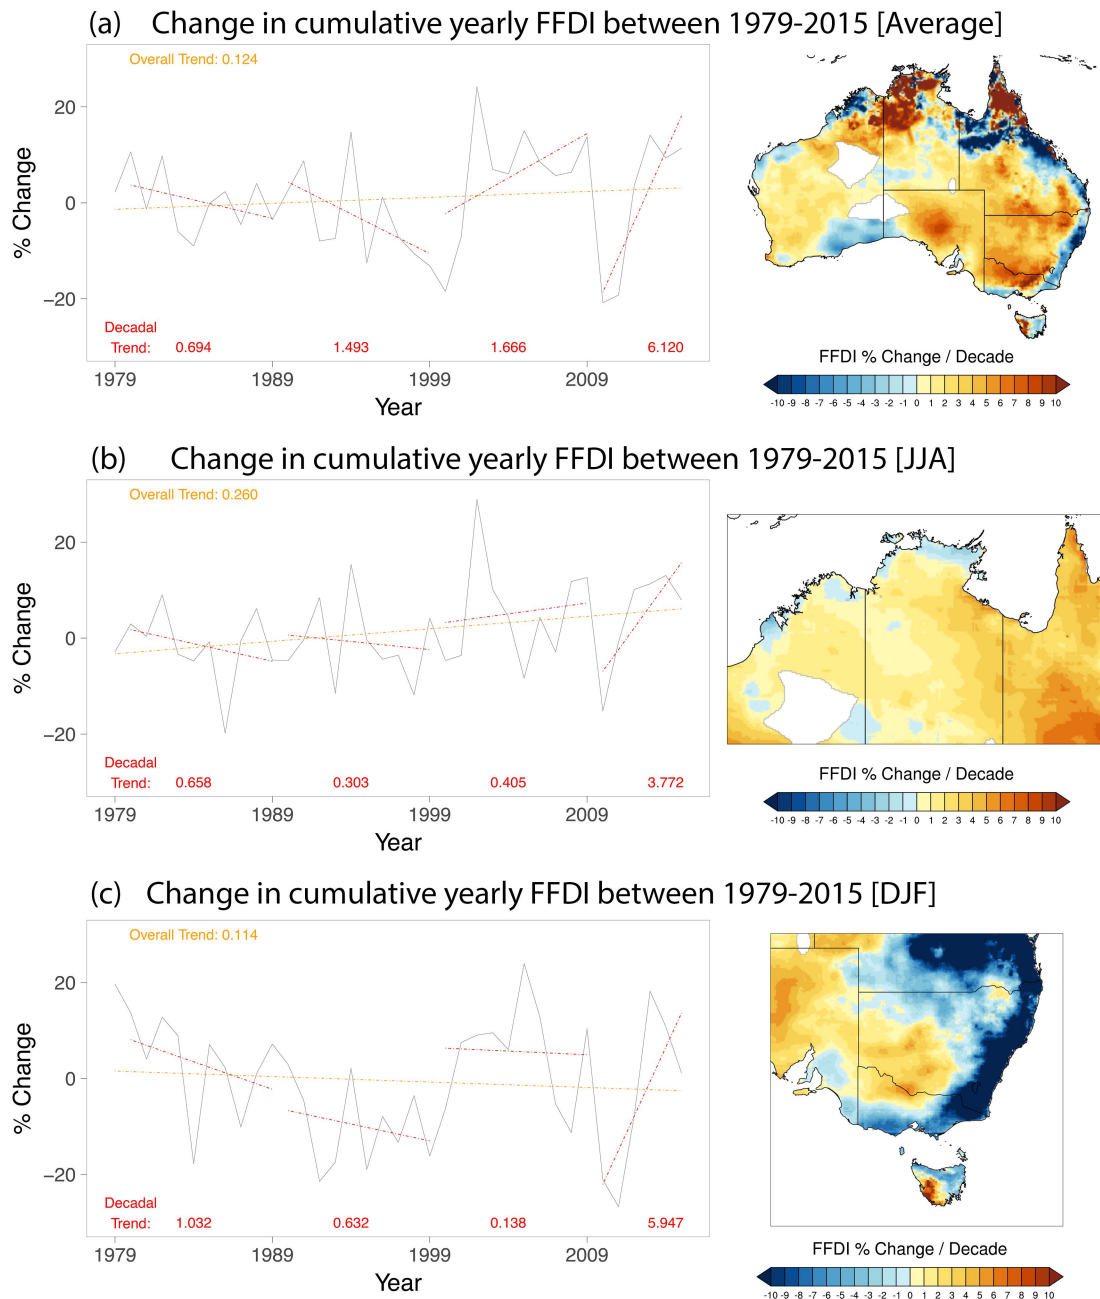 (a) Change in cumulative yearly FFDI between 1979-2015 [Average]
Overall Trend: 0.124
20
0
−20
% Change
Decadal
Trend: 0.694 1.493 1.666 6.120
1979 1989 1999 2009
Year
FFDI % Change / Decade
-10 -9 -8 -7 -6 -5 -4 -3 -2 -1 0 1 2 3 4 5 6 7 8 9 10
(b) Change in cumulative yearly FFDI between 1979-2015 [JJA]
Overall Trend: 0.260
20
0
−20
% Change
Decadal
Trend: 0.658 0.303 0.405 3.772
1979 1989 1999 2009
Year
FFDI % Change / Decade
-10 -9 -8 -7 -6 -5 -4 -3 -2 -1 0 1 2 3 4 5 6 7 8 9 10
(c) Change in cumulative yearly FFDI between 1979-2015 [DJF]
Overall Trend: 0.114
20
0
−20
% Change
Decadal
Trend: 1.032 0.632 0.138 5.947
1979 1989 1999 2009
Year
FFDI % Change / Decade
-10 -9 -8 -7 -6 -5 -4 -3 -2 -1 0 1 2 3 4 5 6 7 8 9 10